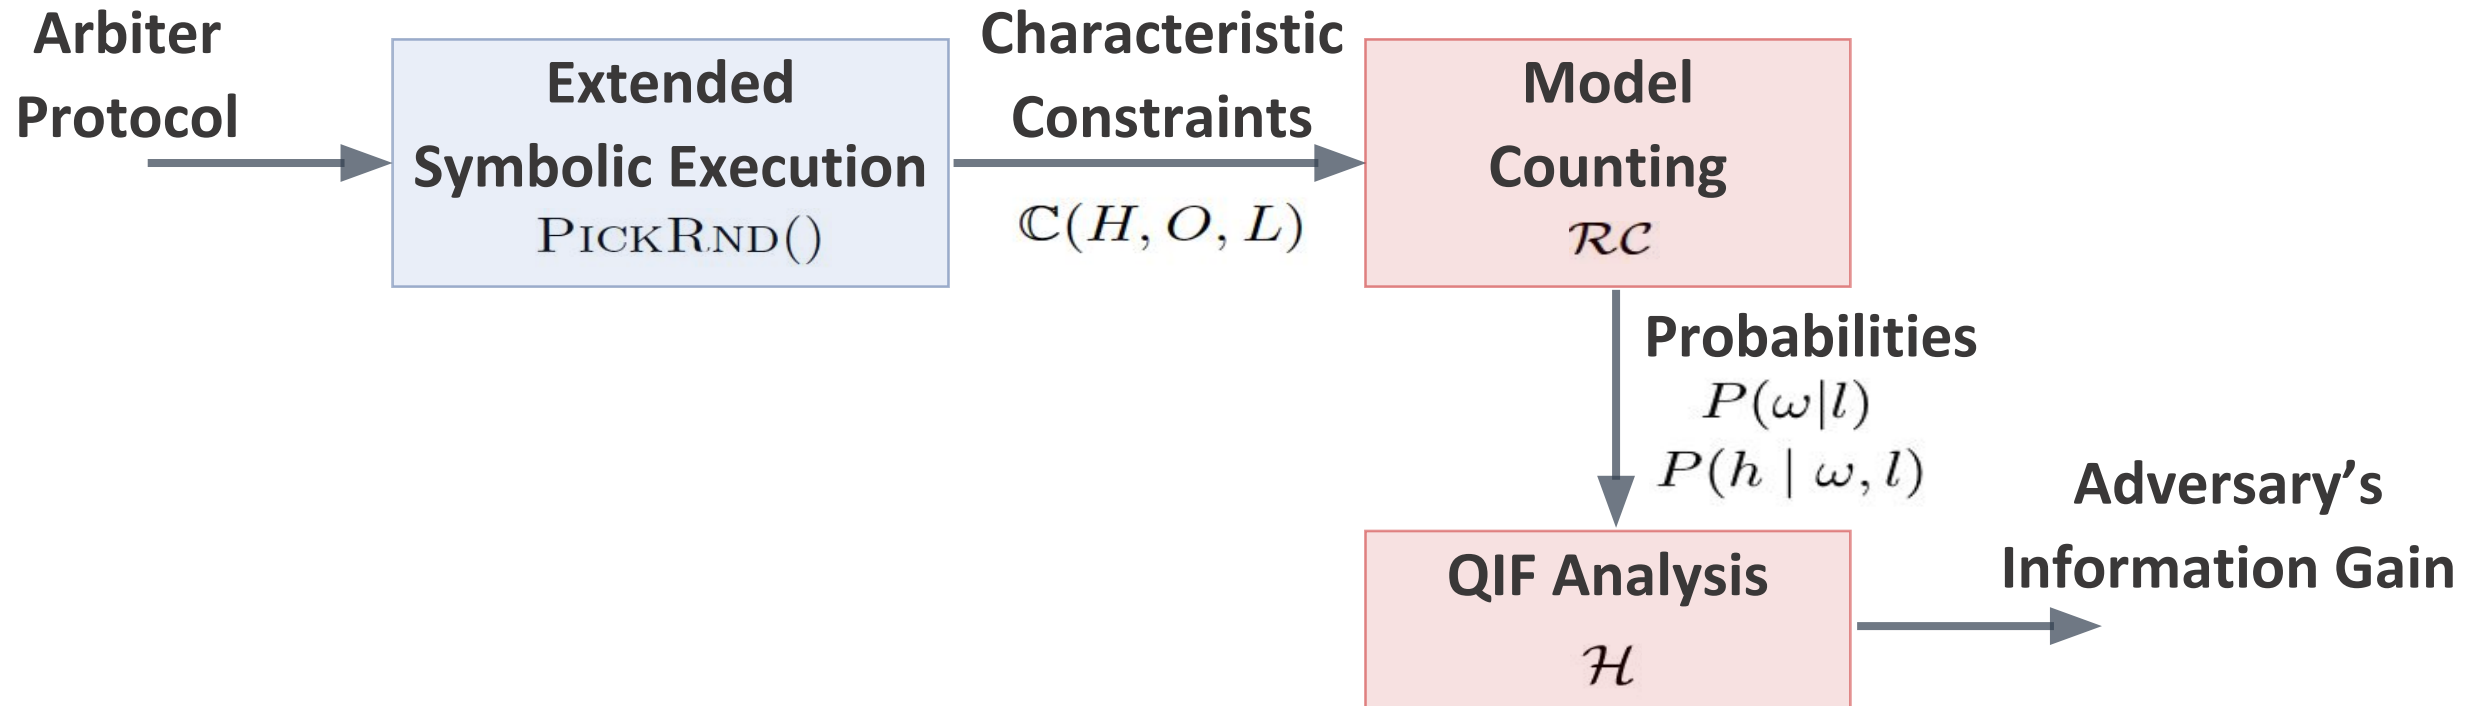 Arbiter
Protocol
Extended
Symbolic Execution
PICKRND()
Characteristic
Constraints
ℂ(H, O, L)
Model
Counting
ℛ𝒞
Probabilities
P(ω|l)
P(h | ω, l)
QIF Analysis
ℋ
Adversary’s
Information Gain